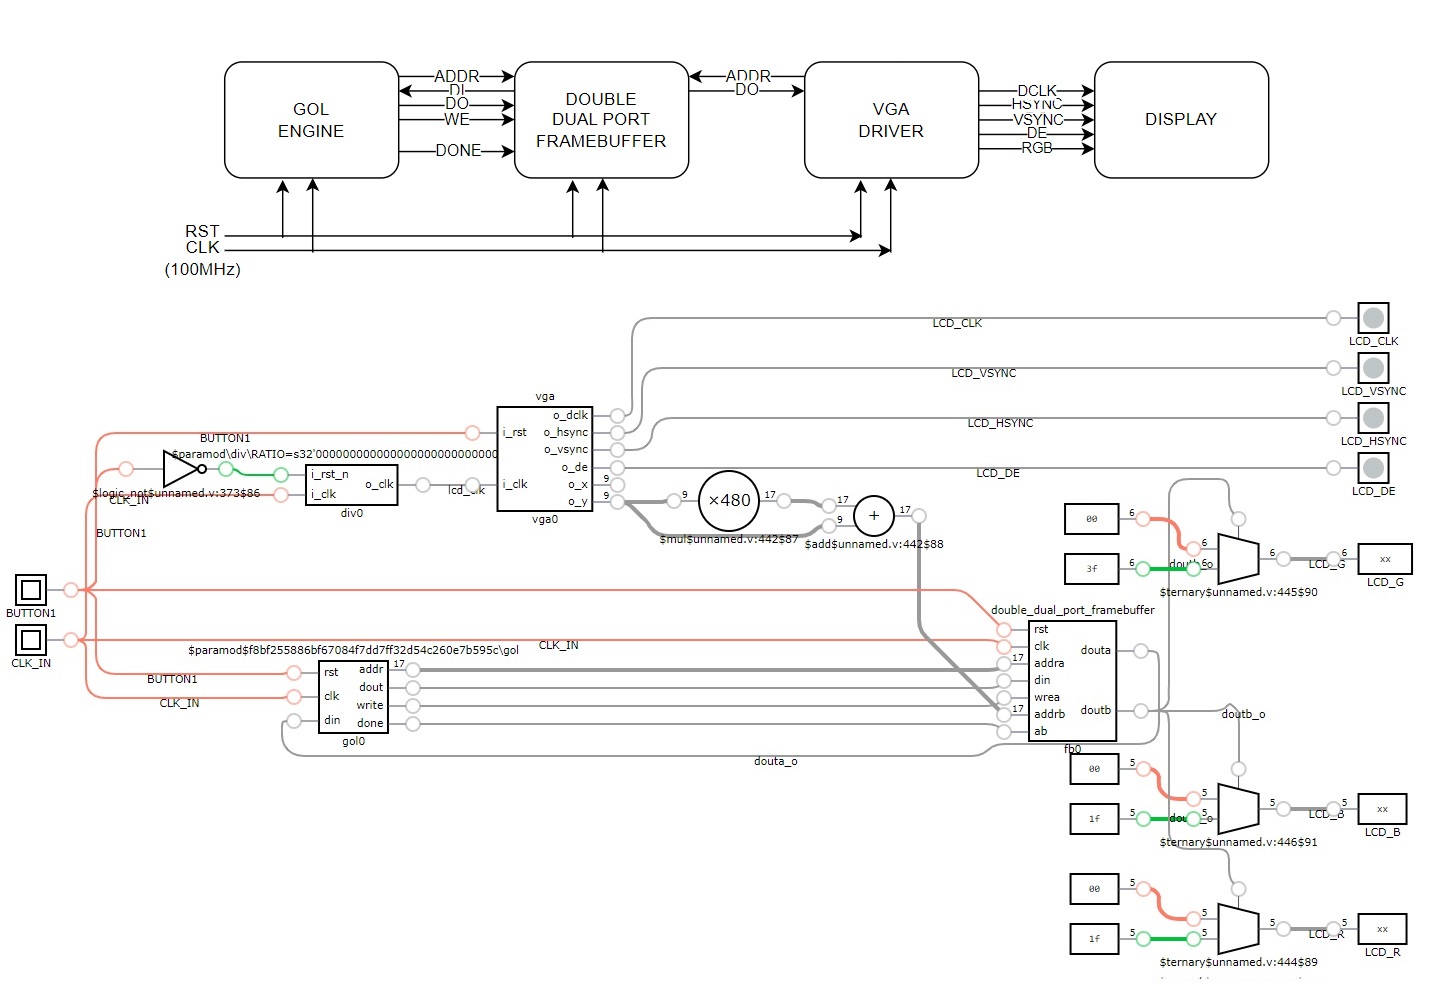 GOL
ENGINE
ADDR
DI
DO
WE
DONE
DOUBLE
DUAL PORT
FRAMEBUFFER
ADDR
DO
VGA
DRIVER
DCLK
HSYNC
VSYNC
DE
RGB
DISPLAY
RST
CLK
(100MHz)
LCD_CLK
LCD_CLK
LCD_VSYNC
LCD_VSYNC
LCD_HSYNC
LCD_HSYNC
LCD_DE
LCD_DE
vga
i_rst
i_clk
o_dclk
o_hsync
o_vsync
o_de
o_x
o_y
9
9
vga0
BUTTON1
$paramod\div\RATIO=s32'0000000000000000000000000
$logic_not$unnamed.v:373$86
CLK_IN
i_rst_n
i_clk
o_clk
div0
lcd_clk
BUTTON1
9
×480
17
$mul$unnamed.v:442$87
17
9
+
17
$add$unnamed.v:442$88
00
6
6
3f
6
6
doutb_o
6
6
LCD_G
xx
LCD_G
$ternary$unnamed.v:445$90
BUTTON1
CLK_IN
CLK_IN
double_dual_port_framebuffer
rst
clk
17
addra
din
wrea
17
addrb
ab
douta
doutb
fb0
doutb_o
$paramod$f8bf255886bf67084f7dd7ff32d54c260e7b595c\gol
BUTTON1
CLK_IN
rst
clk
din
addr
dout
write
done
17
gol0
douta_o
00
5
5
1f
5
5
doutb_o
5
5
LCD_B
xx
LCD_B
$ternary$unnamed.v:446$91
00
5
5
1f
5
5
5
5
LCD_R
xx
LCD_R
$ternary$unnamed.v:444$89